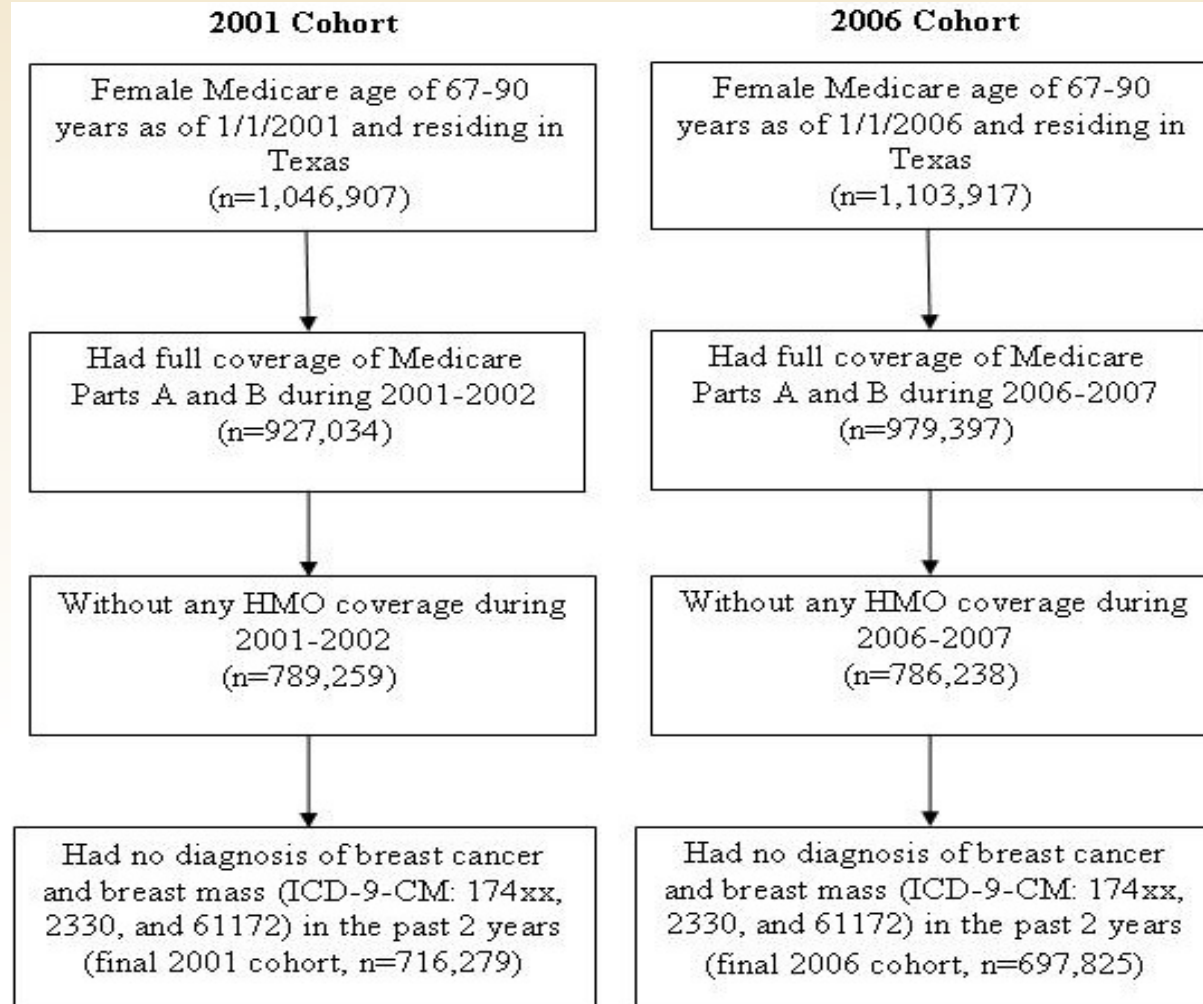 2001 Cohort
Female Medicare age of 67-90
years as of 1/1/2001 and residing in
Texas
(n=1,046,907)
Had full coverage of Medicare
Parts A and B during 2001-2002
(n=927,034)
Without any HMO coverage during
2001-2002
(n=789,259)
Had no diagnosis of breast cancer
and breast mass (ICD-9-CM: 174xx,
2330, and 61172) in the past 2 years
(final 2001 cohort, n=716,279)
2006 Cohort
Female Medicare age of 67-90
years as of 1/1/2006 and residing in
Texas
(n=1,103,917)
Had full coverage of Medicare
Parts A and B during 2006-2007
(n=979,397)
Without any HMO coverage during
2006-2007
(n=786,238)
Had no diagnosis of breast cancer
and breast mass (ICD-9-CM: 174xx,
2330, and 61172) in the past 2 years
(final 2006 cohort, n=697,825)